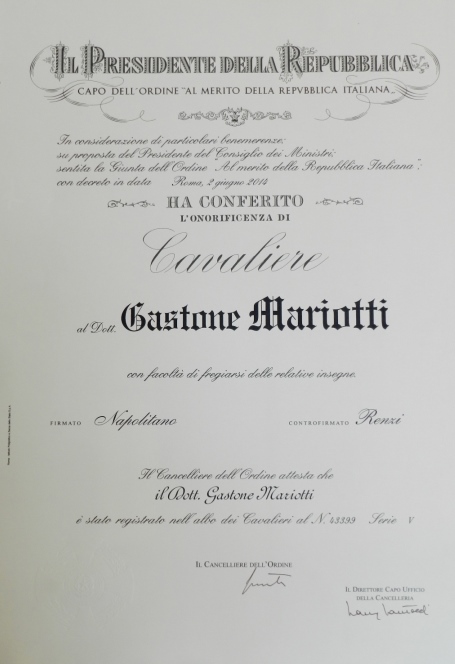 IL PRESIDENTE DELLA REPUBBLICA
CAPO DELL'ORDINE "AL MERITO DELLA REPVBBLICA ITALIANA„
In considerazione di particolari benemerenze;
su proposta del Presidente del Consiglio dei Ministri;
sentita la Giunta dell'Ordine "Al merito della Repubblica Italiana",
con decreto in data Roma, 2 giugno 2014
HA CONFERITO
L'ONORIFICENZA DI
Cavaliere
al Dott. Gastone Mariotti
con facoltà di fregiarsi delle relative insegne.
FIRMATO Napolitano CONTROFIRMATO Renzi
Il Cancelliere dell'Ordine attesta che
il Dott. Gastone Mariotti
è stato registrato nell'albo dei Cavalieri al N. 43399 Serie V
IL CANCELLIERE DELL'ORDINE
IL DIRETTORE CAPO UFFICIO
DELLA CANCELLERIA